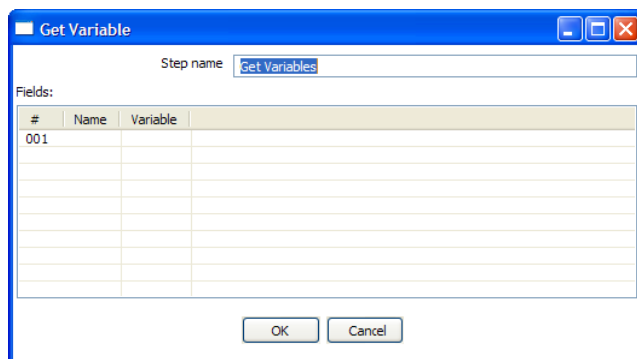 Get Variable
Step name Get Variables
Fields:
# Name Variable
001
OK Cancel